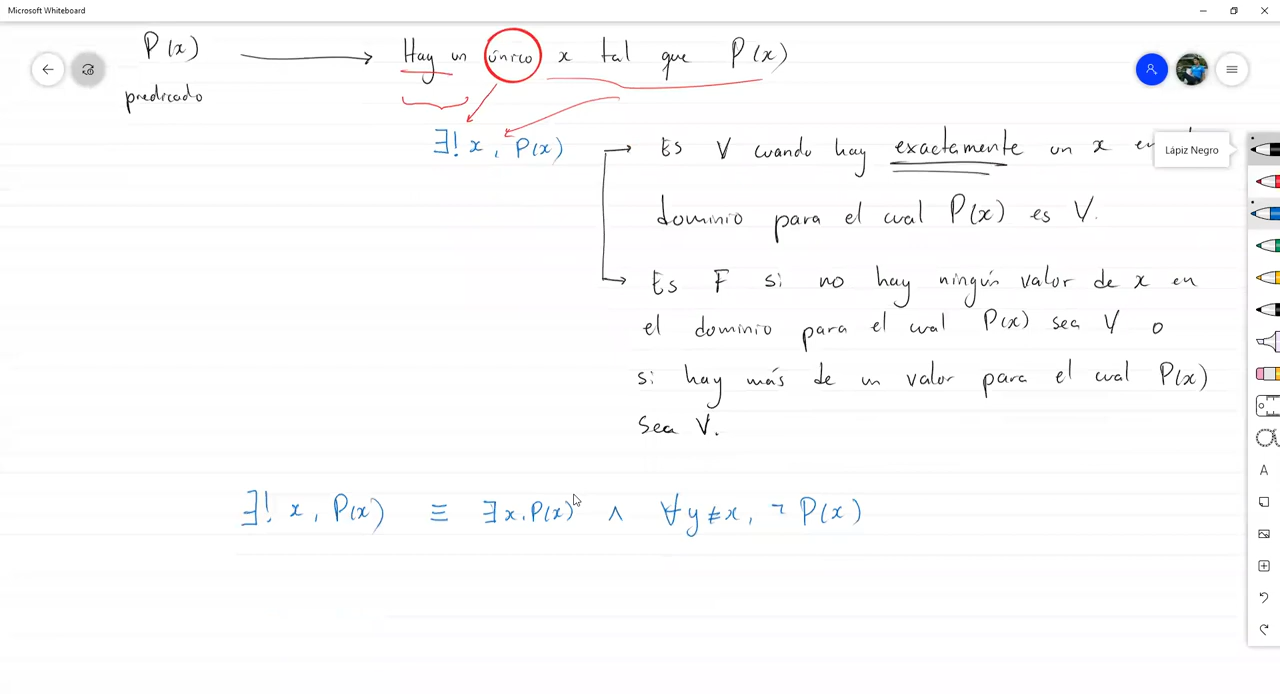 Microsoft Whiteboard
P(x) → Hay un único x tal que P(x)
predicado
∃! x, P(x)
→ Es V cuando hay exactamente un x en
Lápiz Negro
dominio para el cual P(x) es V.
→ Es F si no hay ningún valor de x en
el dominio para el cual P(x) sea V o
si hay más de un valor para el cual P(x)
sea V.
∃! x, P(x) ≡ ∃x, P(x) ∧ ∀y≠x, ¬P(x)
A